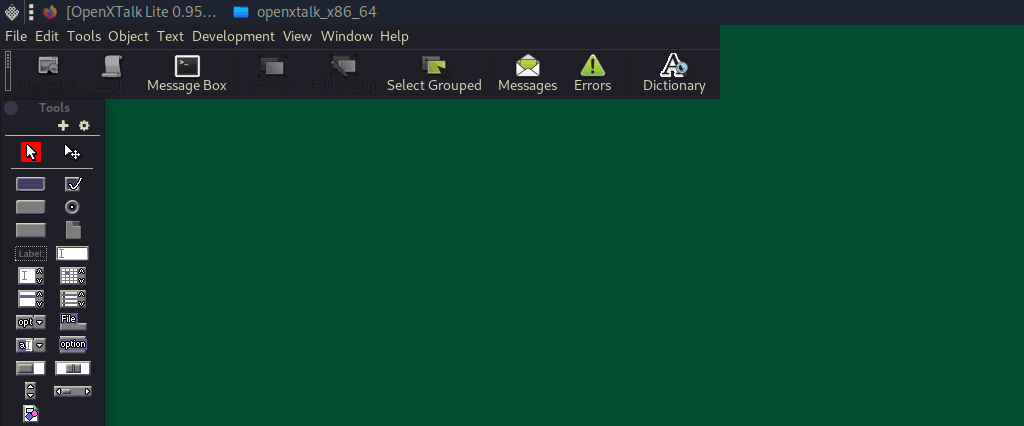 [OpenXTalk Lite 0.95... openxtalk_x86_64
File Edit Tools Object Text Development View Window Help
Inspector Code Message Box Group Edit Group Select Grouped Messages Errors Dictionary
Tools
Label:
opt File
a option